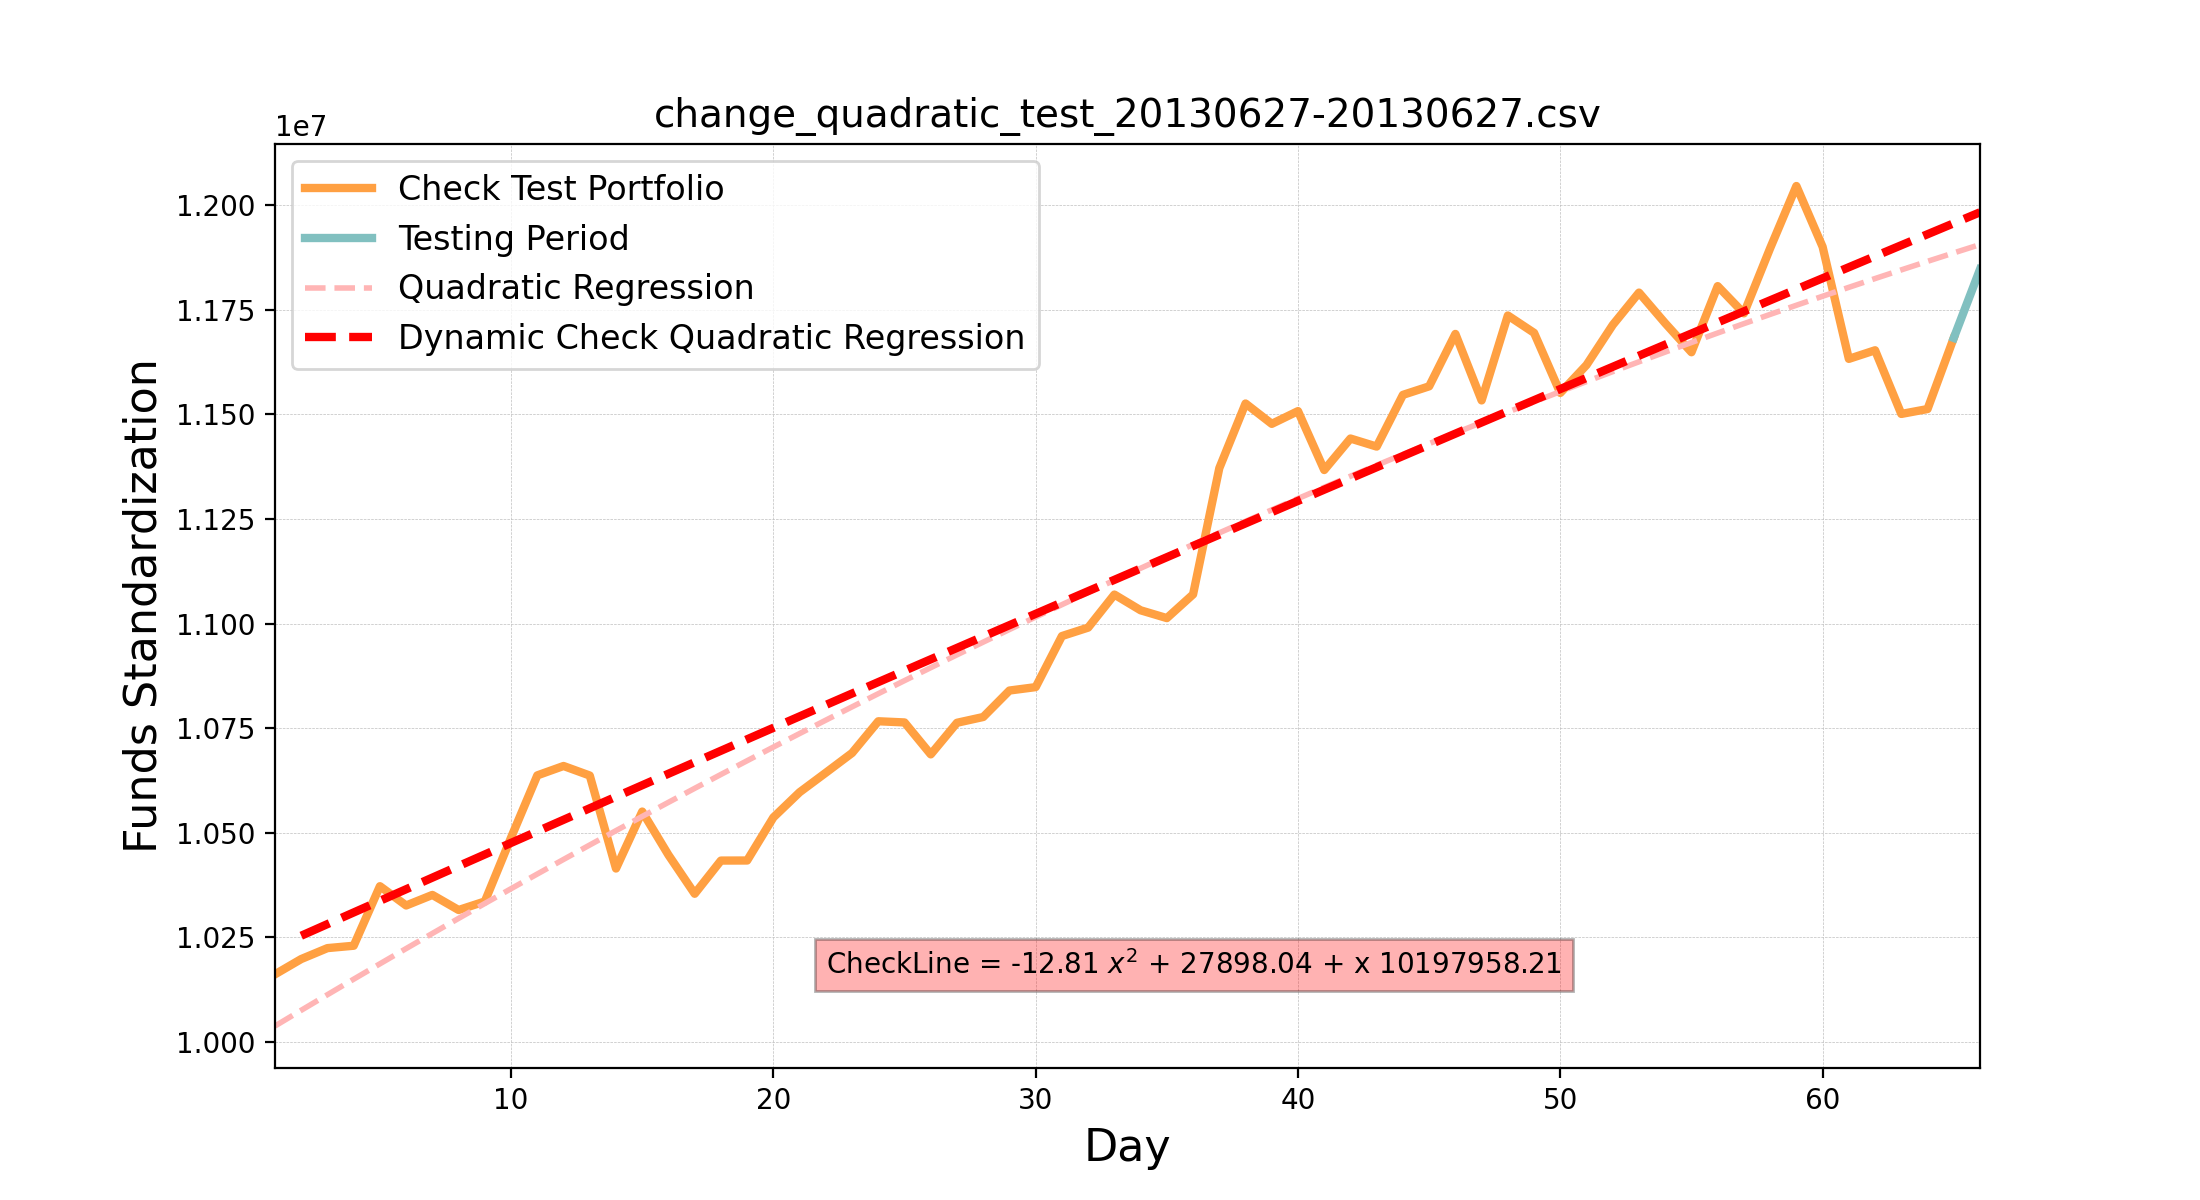 change_quadratic_test_20130627-20130627.csv
1e7
Check Test Portfolio
Testing Period
Quadratic Regression
Dynamic Check Quadratic Regression
1.200
1.175
1.150
1.125
1.100
1.075
1.050
1.025
1.000
Funds Standardization
CheckLine = -12.81 x² + 27898.04 + x 10197958.21
10 20 30 40 50 60
Day